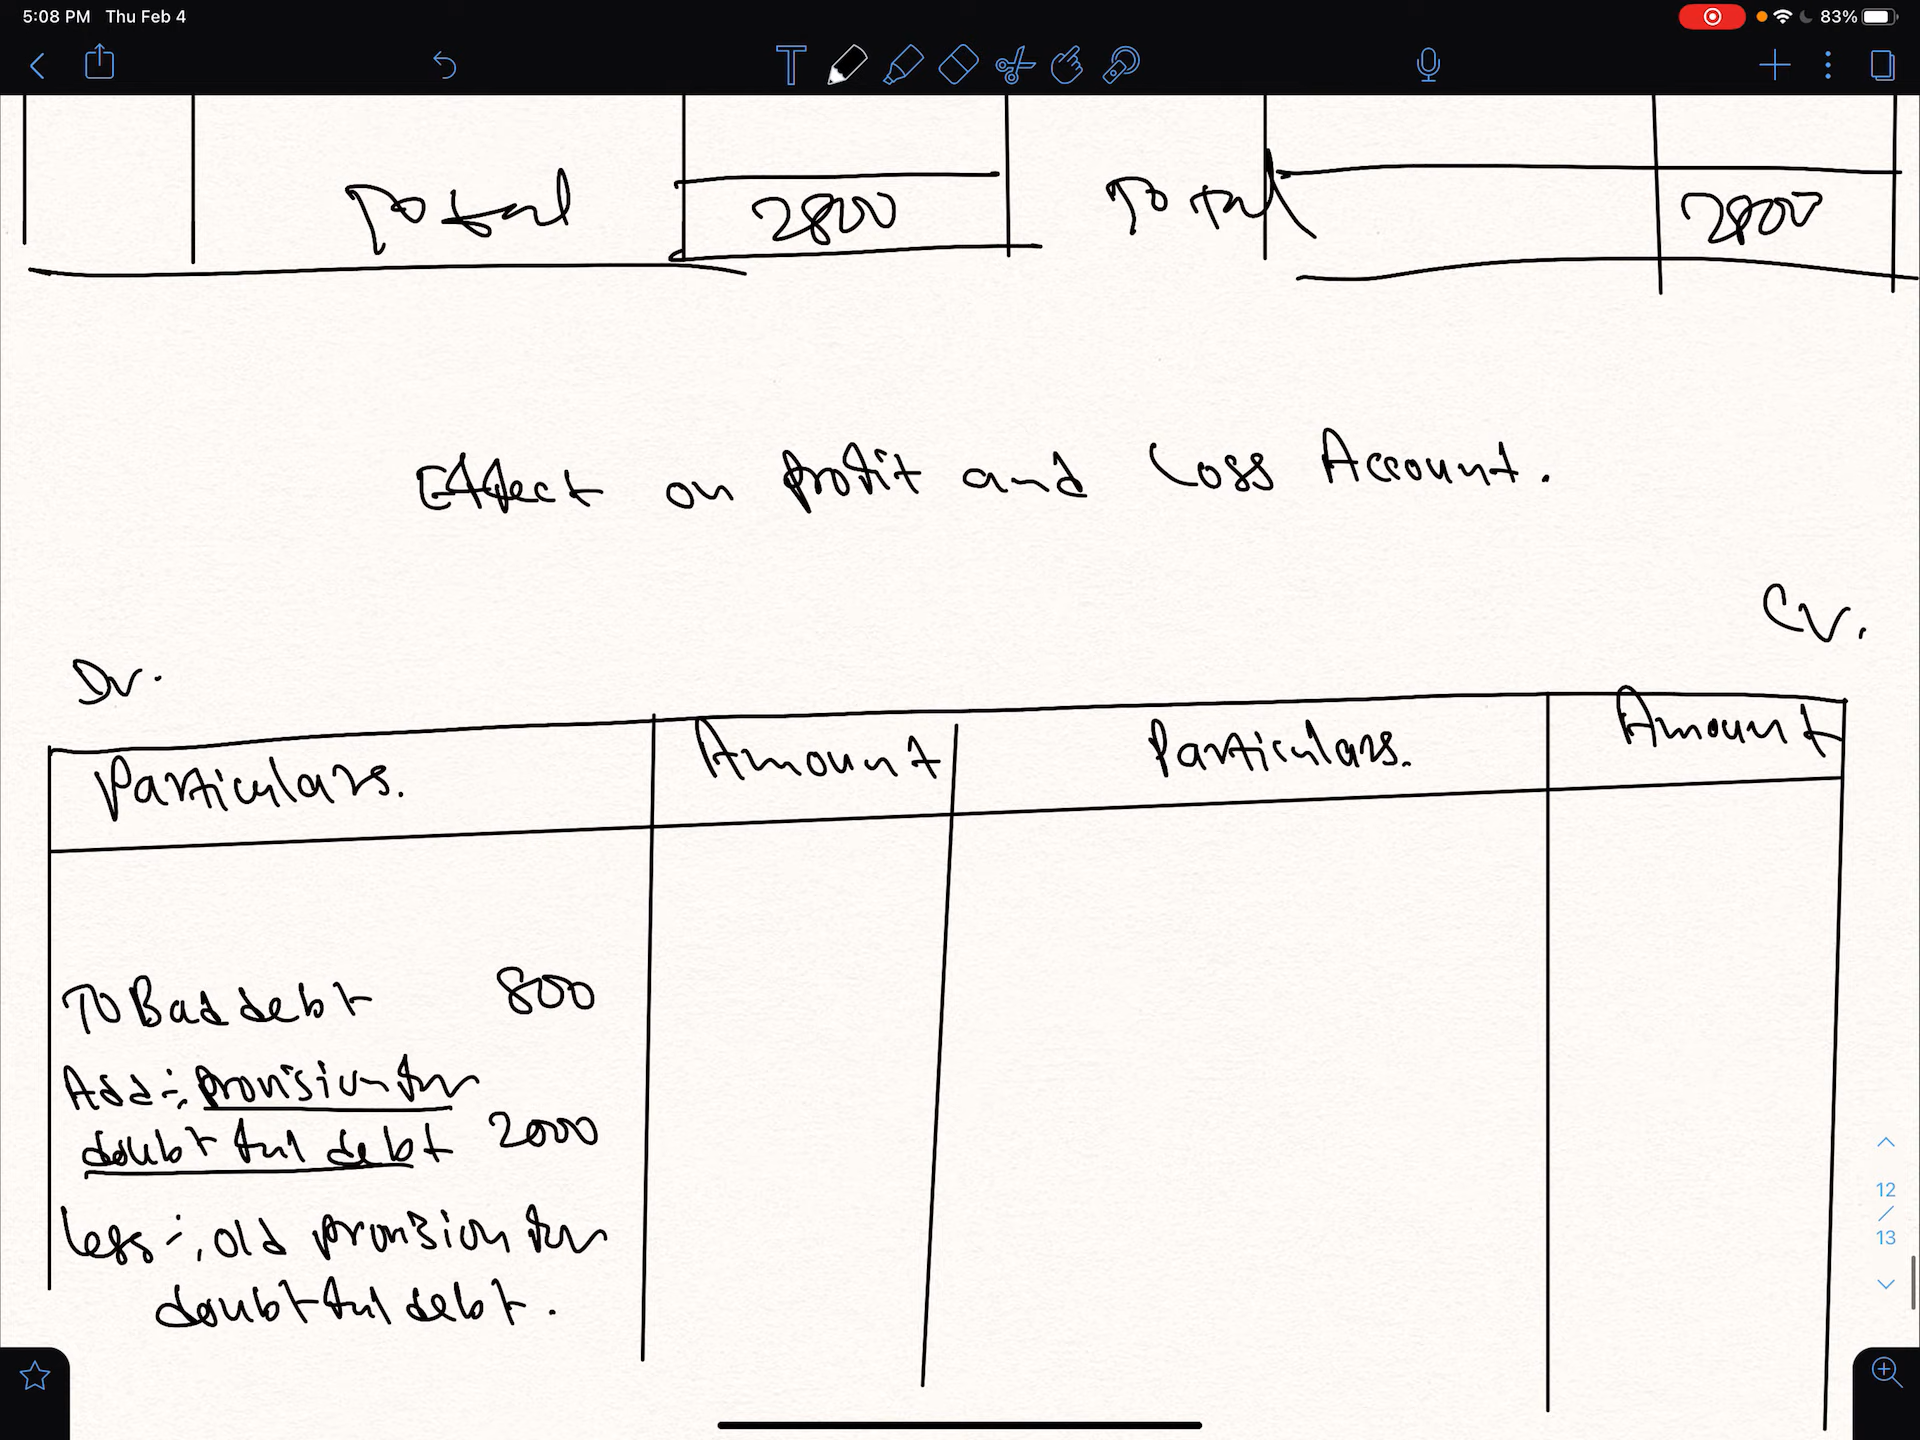 5:08 PM Thu Feb 4
83%
Total 2800 Total 2800
Effect on profit and Loss Account.
Cr.
Dr.
Particulars. Amount Particulars. Amount
To Bad debt 800
Add:- provision for
doubtful debt 2000
12
/
13
Less:- old provision for
doubtful debt.